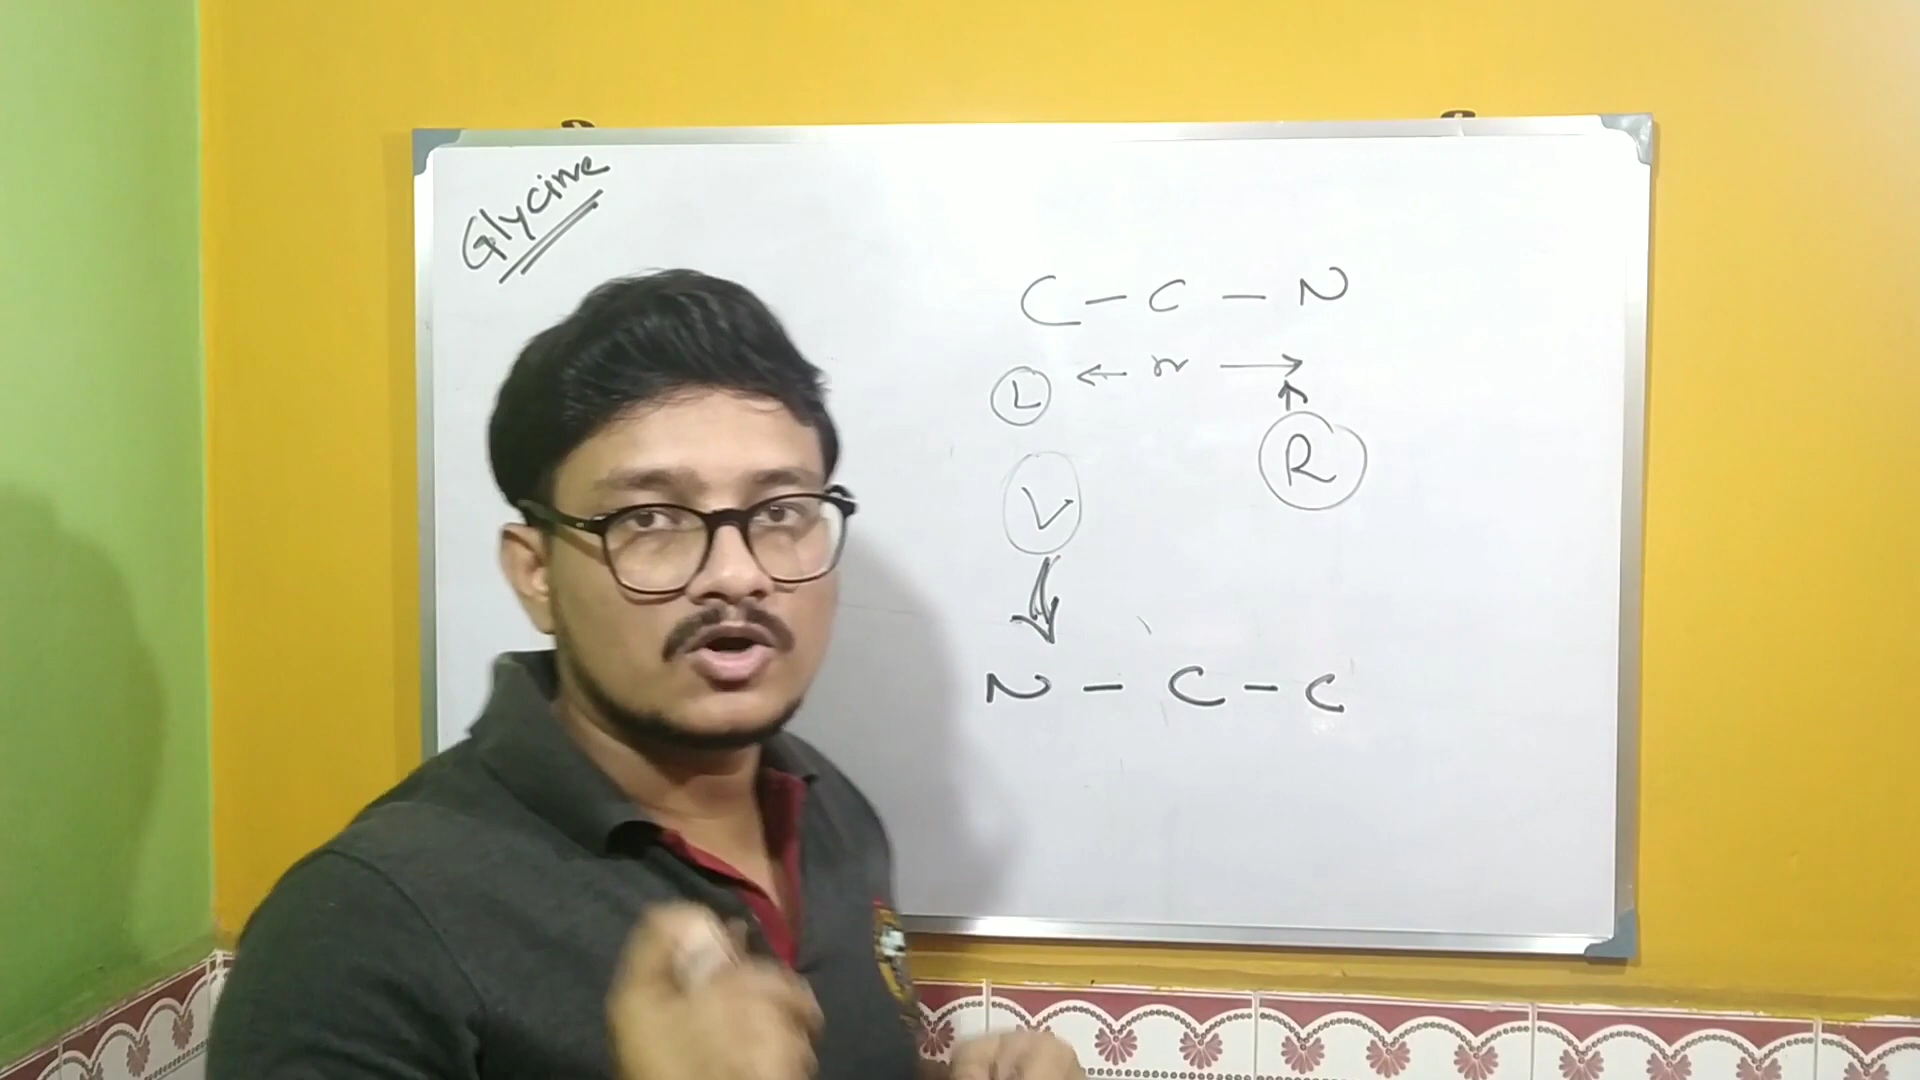 Glycine
C - C - N
L ← n →
↑
R
L
↓
N - C - C